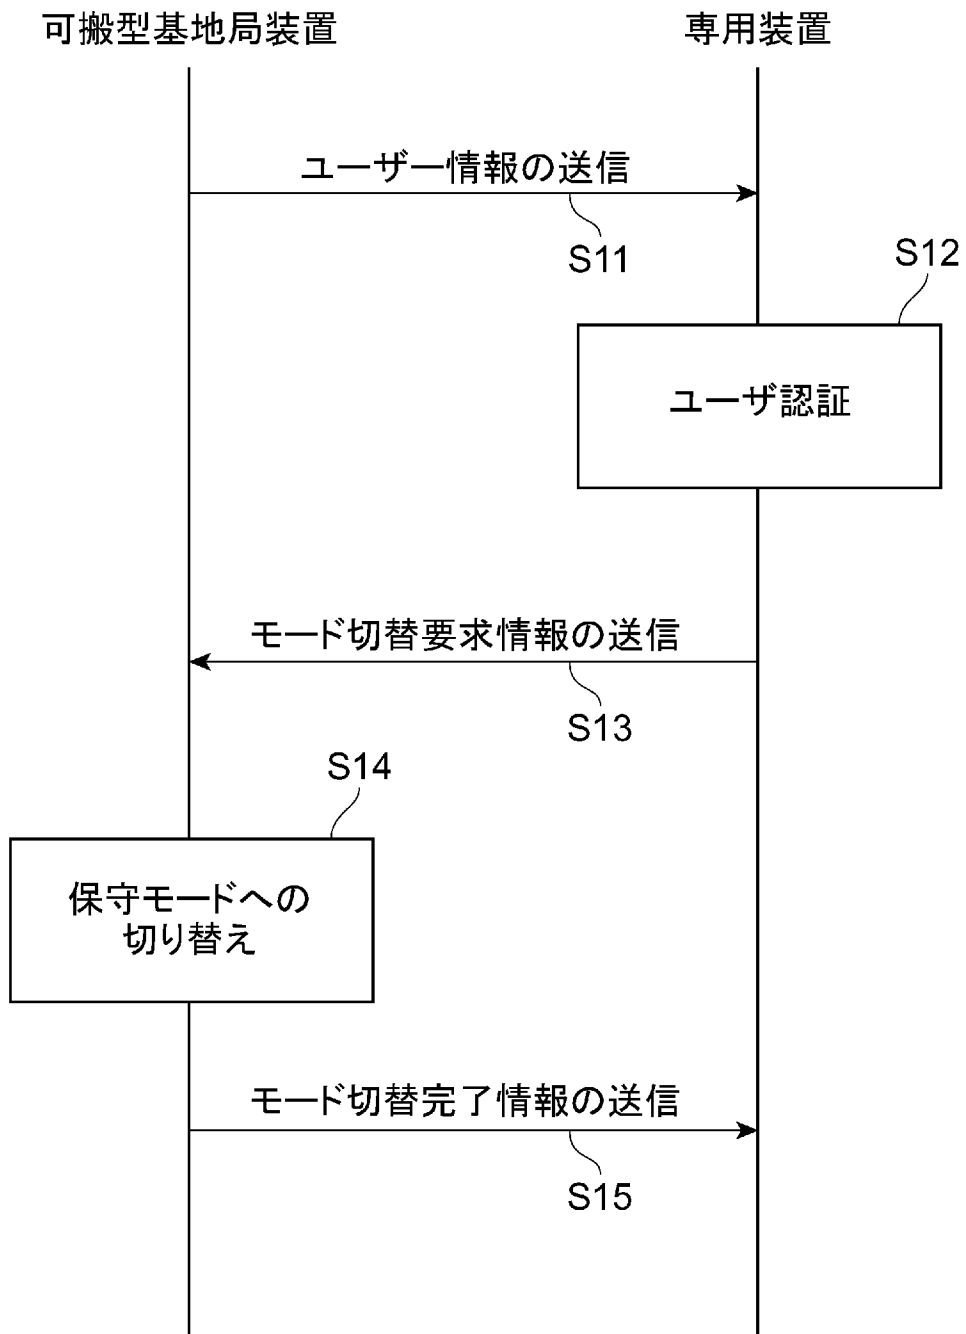 可搬型基地局装置
専用装置
ユーザー情報の送信
S11
S12
ユーザ認証
モード切替要求情報の送信
S13
S14
保守モードへの
切り替え
モード切替完了情報の送信
S15